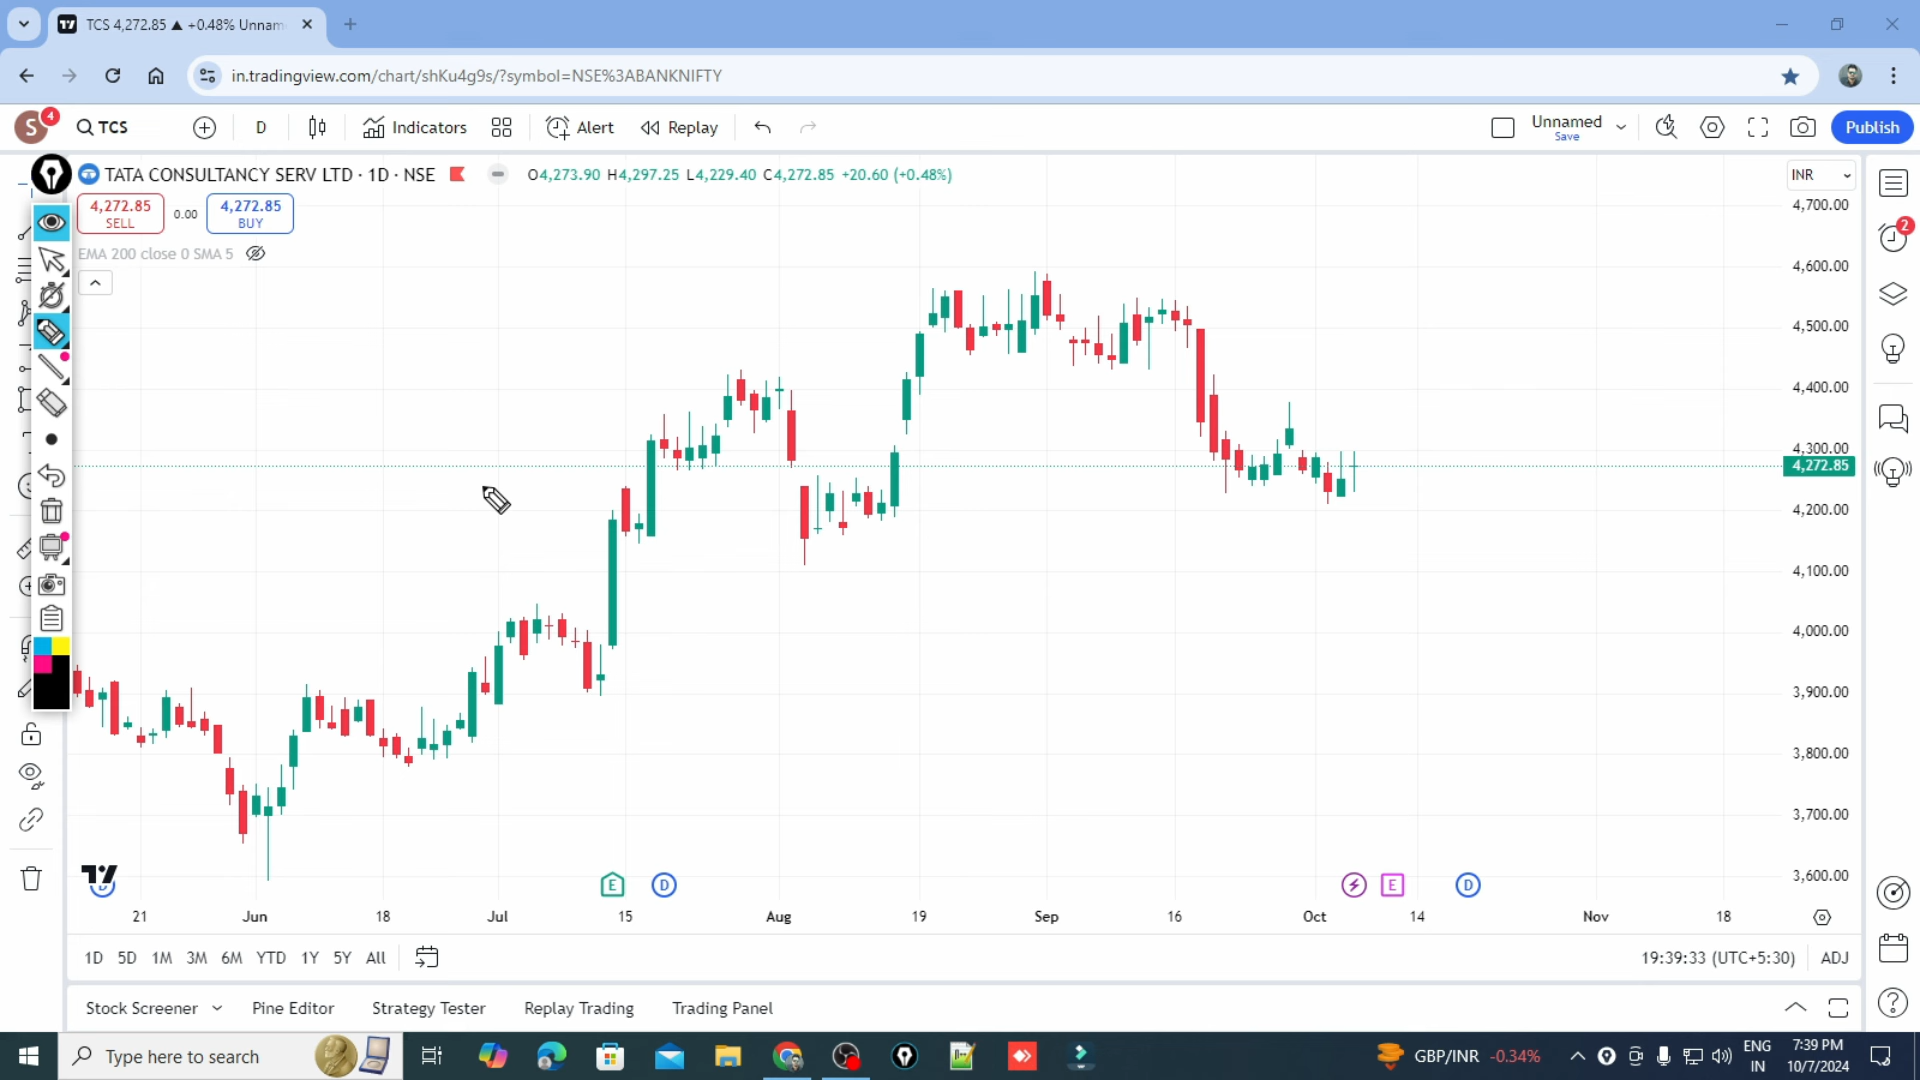 TCS 4,272.85 ▲ +0.48% Unnam
in.tradingview.com/chart/shKu4g9s/?symbol=NSE%3ABANKNIFTY
S 4 TCS D Indicators Alert Replay Unnamed Save Publish
TATA CONSULTANCY SERV LTD · 1D · NSE O4,273.90 H4,297.25 L4,229.40 C4,272.85 +20.60 (+0.48%) INR
4,272.85 SELL 0.00 4,272.85 BUY
EMA 200 close 0 SMA 5
4,700.00
2
4,600.00
4,500.00
4,400.00
4,300.00
4,272.85
4,200.00
4,100.00
4,000.00
3,900.00
3,800.00
3,700.00
3,600.00
E D E D
21 Jun 18 Jul 15 Aug 19 Sep 16 Oct 14 Nov 18
1D 5D 1M 3M 6M YTD 1Y 5Y All 19:39:33 (UTC+5:30) ADJ
Stock Screener Pine Editor Strategy Tester Replay Trading Trading Panel
Type here to search GBP/INR -0.34% ENG IN 7:39 PM 10/7/2024